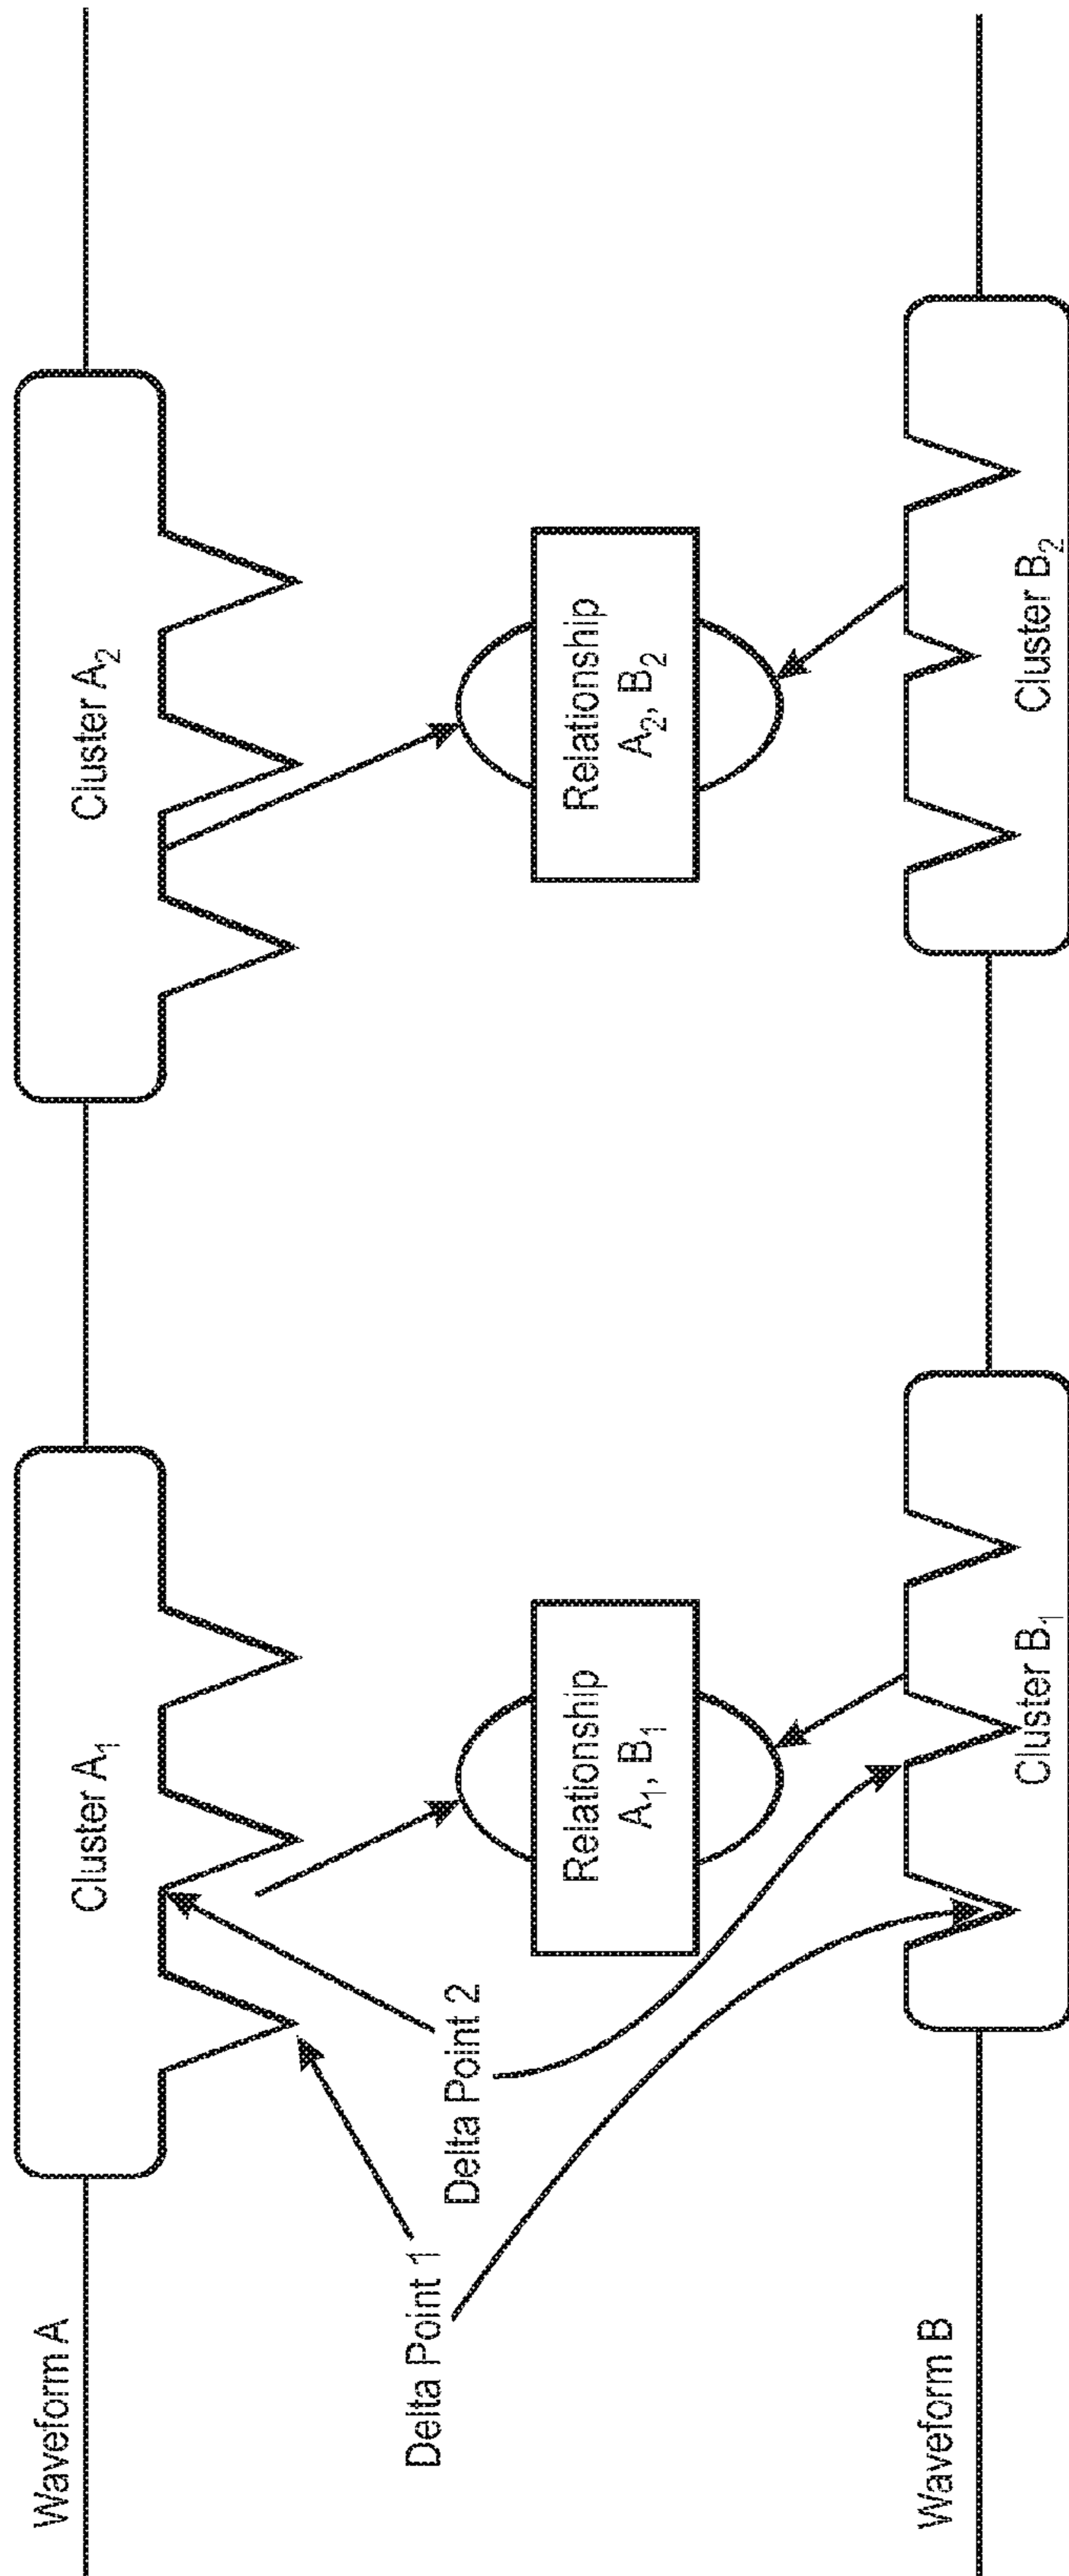 Waveform A
Cluster A₁
Cluster A₂
Delta Point 1
Delta Point 2
Relationship
A₁, B₁
Relationship
A₂, B₂
Waveform B
Cluster B₁
Cluster B₂